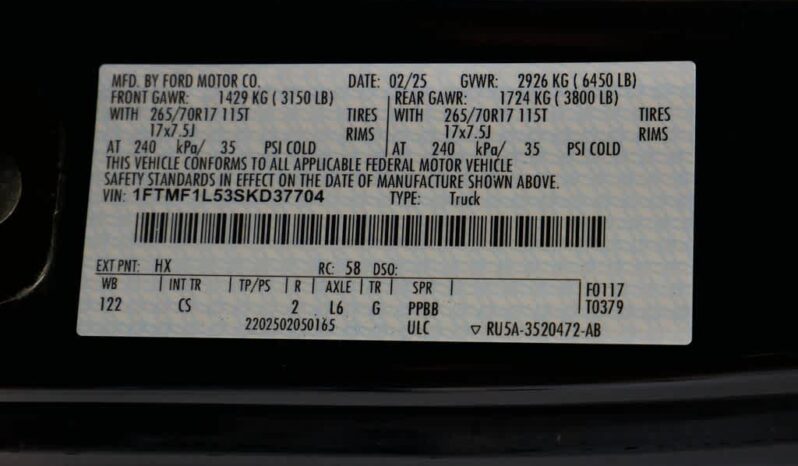 MFD. BY FORD MOTOR CO. DATE: 02/25 GVWR: 2926 KG ( 6450 LB)
FRONT GAWR: 1429 KG ( 3150 LB) REAR GAWR: 1724 KG ( 3800 LB)
WITH 265/70R17 115T TIRES WITH 265/70R17 115T TIRES
17x7.5J RIMS 17x7.5J RIMS
AT 240 kPa/ 35 PSI COLD AT 240 kPa/ 35 PSI COLD
THIS VEHICLE CONFORMS TO ALL APPLICABLE FEDERAL MOTOR VEHICLE
SAFETY STANDARDS IN EFFECT ON THE DATE OF MANUFACTURE SHOWN ABOVE.
VIN: 1FTMF1L53SKD37704 TYPE: Truck
EXT PNT: HX RC: 58 DSO:
WB INT TR TP/PS R AXLE TR SPR F0117
122 CS 2 L6 G PPBB T0379
2202502050165 ULC ▽ RU5A-3520472-AB